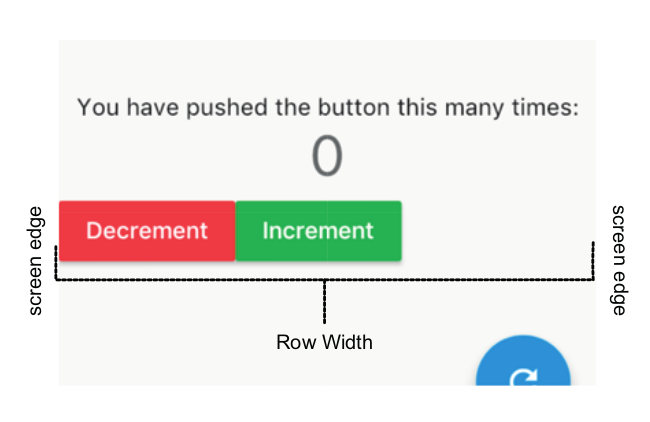 You have pushed the button this many times:
0
Decrement Increment
screen edge
screen edge
Row Width